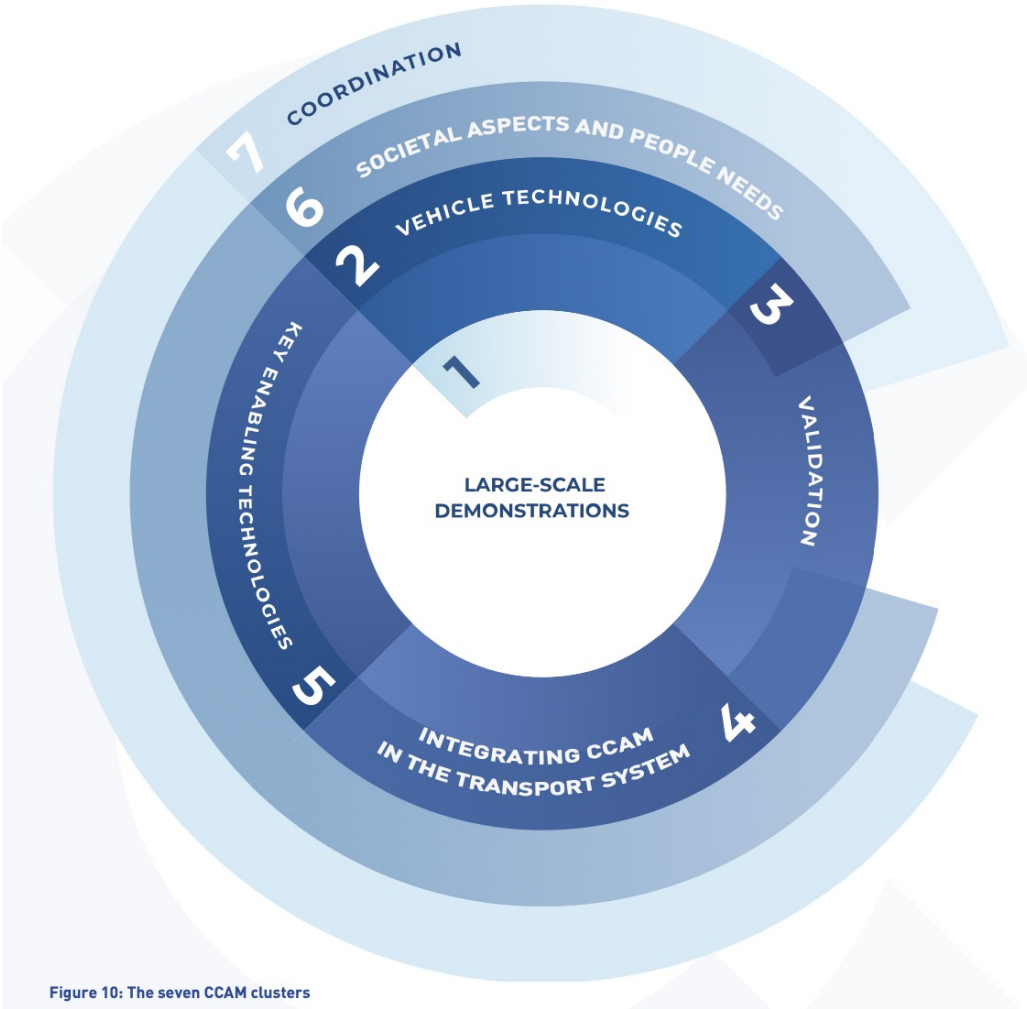 7
COORDINATION
6
SOCIETAL ASPECTS AND PEOPLE NEEDS
2
VEHICLE TECHNOLOGIES
3
VALIDATION
1
LARGE-SCALE
DEMONSTRATIONS
KEY ENABLING TECHNOLOGIES
5
4
INTEGRATING CCAM
IN THE TRANSPORT SYSTEM
Figure 10: The seven CCAM clusters